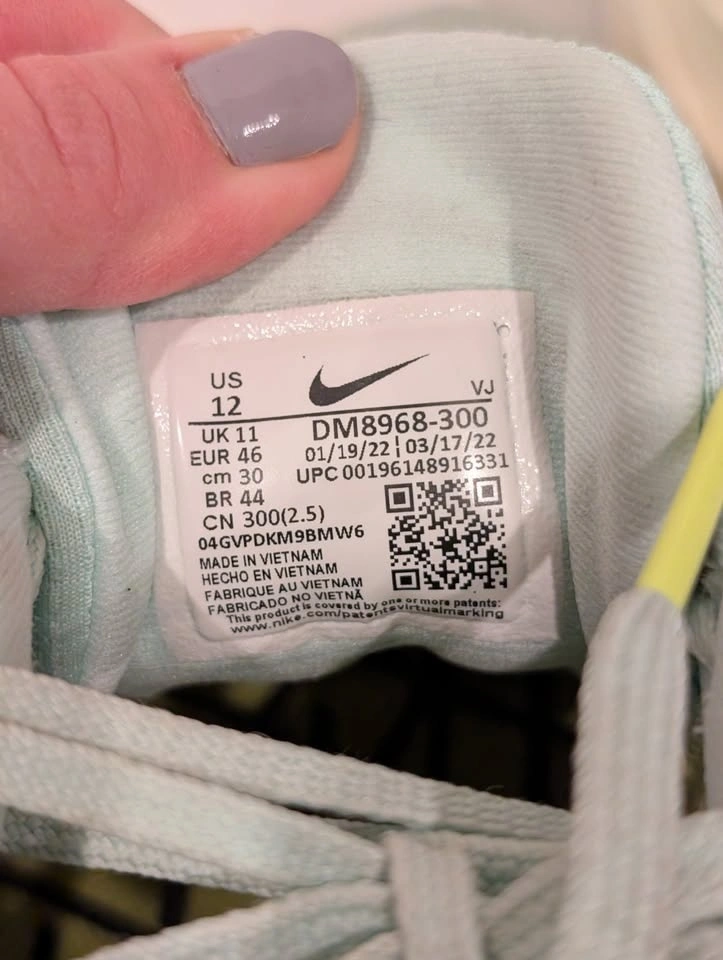 US
12
VJ
UK 11
DM8968-300
EUR 46
01/19/22 ¦ 03/17/22
cm 30
UPC 00196148916331
BR 44
CN 300(2.5)
04GVPDKM9BMW6
MADE IN VIETNAM
HECHO EN VIETNAM
FABRIQUE AU VIETNAM
FABRICADO NO VIETNÃ
This product is covered by one or more patents:
www.nike.com/patentsvirtualmarking